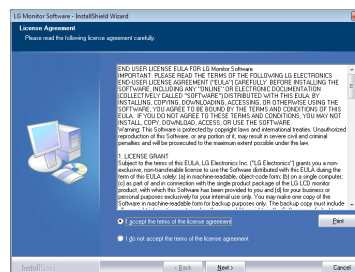 LG Monitor Software - InstallShield Wizard
License Agreement
Please read the following license agreement carefully.
END USER LICENSE AGREEMENT EULA FOR LG Monitor Software
IMPORTANT: PLEASE READ THE TERMS OF THE FOLLOWING LG ELECTRONICS
END-USER LICENSE AGREEMENT ("EULA") CAREFULLY. BEFORE INSTALLING THE
SOFTWARE, INCLUDING ANY "ONLINE" OR ELECTRONIC DOCUMENTATION
(COLLECTIVELY CALLED "SOFTWARE") DISTRIBUTED WITH THIS EULA. BY
INSTALLING, COPYING, DOWNLOADING, ACCESSING, OR OTHERWISE USING THE
SOFTWARE, YOU AGREE TO BE BOUND BY THE TERMS AND CONDITIONS OF THIS
EULA. IF YOU DO NOT AGREE TO THESE TERMS AND CONDITIONS, YOU MAY NOT
INSTALL, COPY, DOWNLOAD, ACCESS, OR USE THE SOFTWARE.
Warning: This Software is protected by copyright laws and international treaties. Unauthorized
reproduction of this Software, or any portion of it, may result in severe civil and criminal
penalties and will be prosecuted to the maximum extent possible under the law.
1. LICENSE GRANT
Subject to the terms of this EULA, LG Electronics Inc. ("LG Electronics") grants you a non-
exclusive, non-transferable license to use the Software distributed with this EULA during the
term of this EULA solely: (a) in machine-readable, object-code form; (b) on a single computer;
(c) as part of and in connection with the single product package of the LG LCD monitor
product, with which this Software has been provided to you and (d) for your business or
personal purposes exclusively for your internal use only. You may make one copy of the
Software in machine-readable form for backup purposes only. The backup copy must include
I accept the terms of the license agreement
Print
I do not accept the terms of the license agreement
InstallShield
< Back
Next >
Cancel